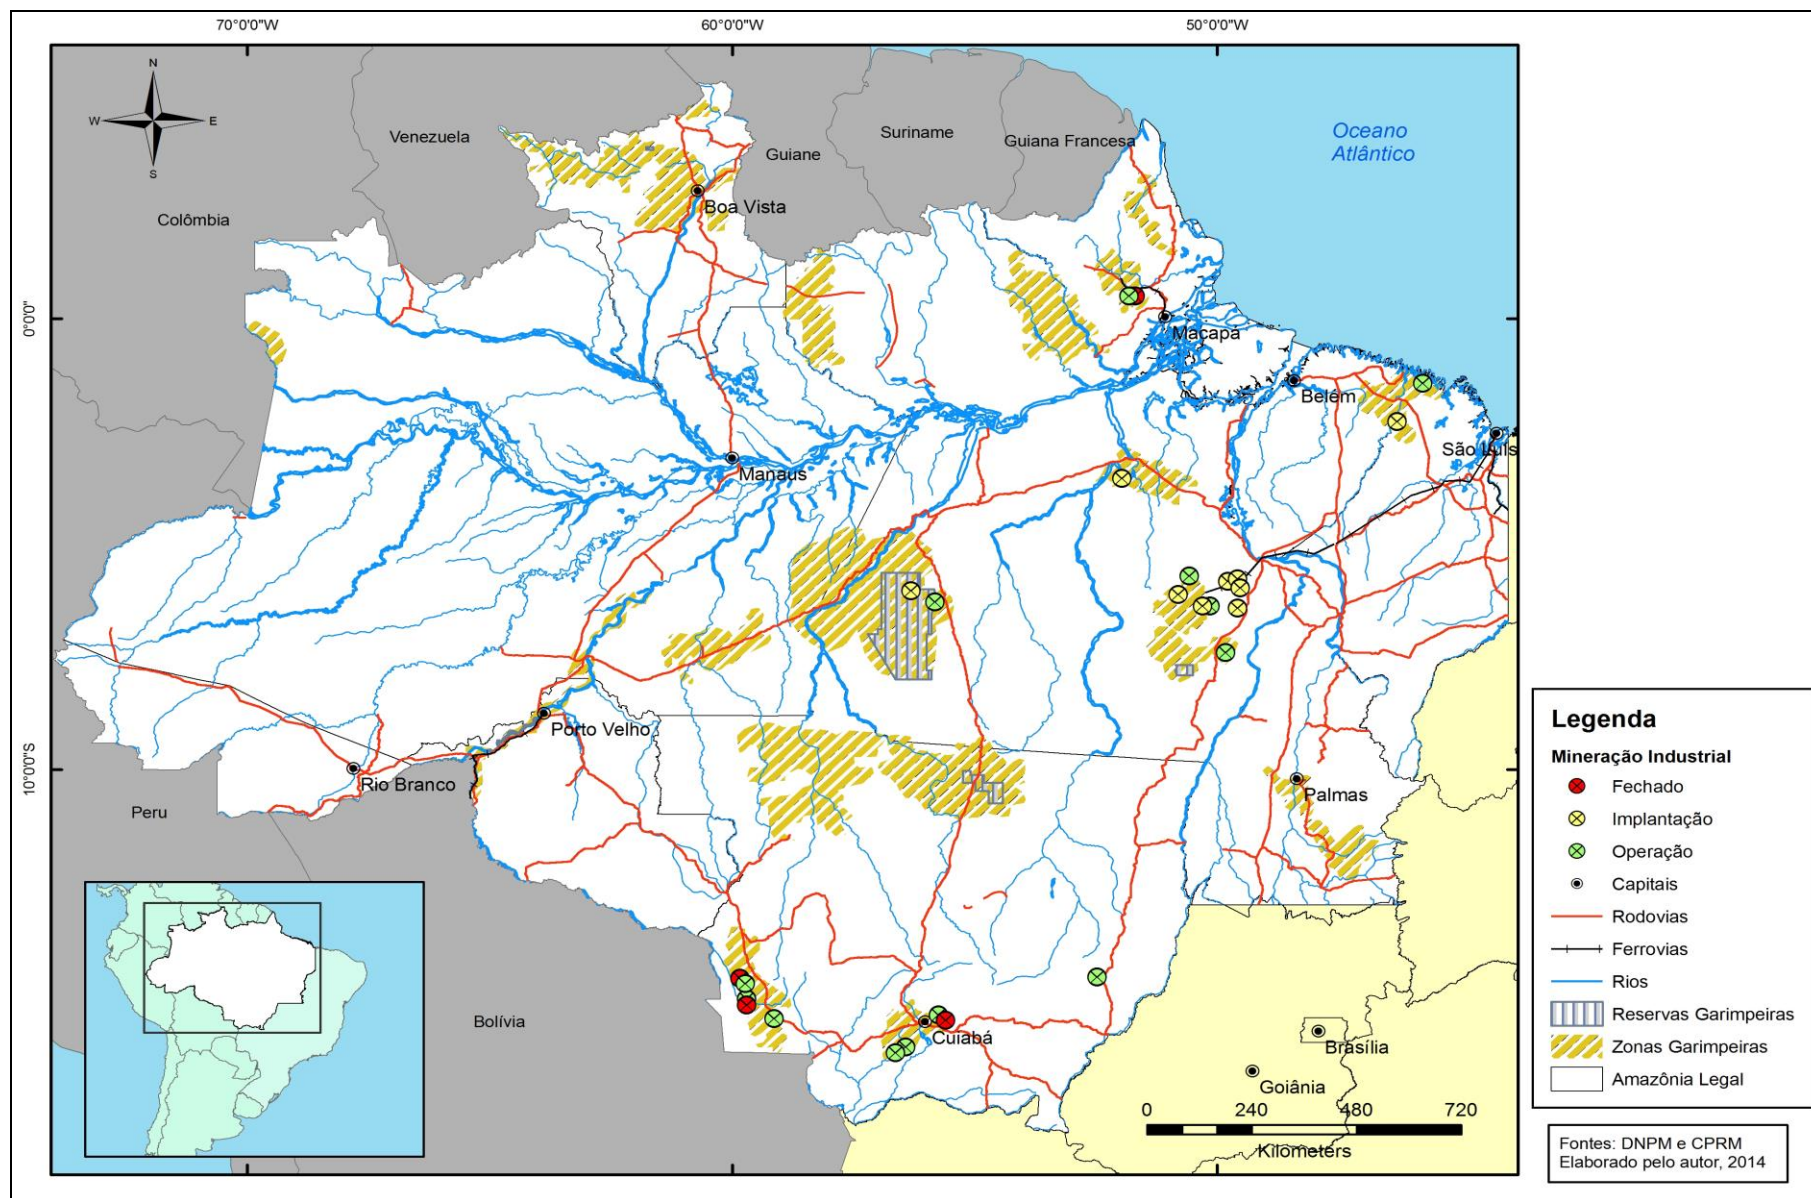 70°0'0"W
60°0'0"W
50°0'0"W
N
W
E
S
Venezuela
Guiane
Suriname
Guiana Francesa
Oceano
Atlântico
Colômbia
Boa Vista
0°0'0"
Macapá
Belém
São Luís
Manaus
Porto Velho
Rio Branco
10°0'0"S
Peru
Palmas
Bolívia
Cuiabá
Brasília
Goiânia
0
240
480
720
Kilometers
Legenda
Mineração Industrial
Fechado
Implantação
Operação
Capitais
Rodovias
Ferrovias
Rios
Reservas Garimpeiras
Zonas Garimpeiras
Amazônia Legal
Fontes: DNPM e CPRM
Elaborado pelo autor, 2014